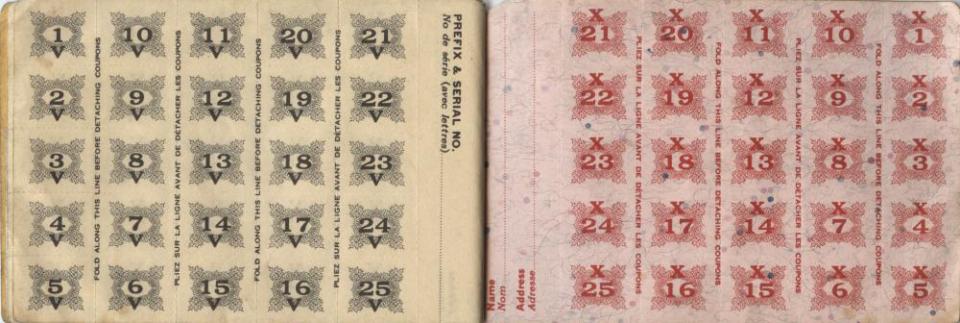 1 10 11 20 21
V V V V V
2 9 12 19 22
V V V V V
3 8 13 18 23
V V V V V
4 7 14 17 24
V V V V V
5 6 15 16 25
V V V V V
FOLD ALONG THIS LINE BEFORE DETACHING COUPONS
PLIEZ SUR LA LIGNE AVANT DE DÉTACHER LES COUPONS
FOLD ALONG THIS LINE BEFORE DETACHING COUPONS
PLIEZ SUR LA LIGNE AVANT DE DÉTACHER LES COUPONS
PREFIX & SERIAL NO.
No de série (avec lettres)
Name
Nom
Address
Adresse
X X X X X
21 20 11 10 1
X X X X X
22 19 12 9 2
X X X X X
23 18 13 8 3
X X X X X
24 17 14 7 4
X X X X X
25 16 15 6 5
PLIEZ SUR LA LIGNE AVANT DE DÉTACHER LES COUPONS
FOLD ALONG THIS LINE BEFORE DETACHING COUPONS
PLIEZ SUR LA LIGNE AVANT DE DÉTACHER LES COUPONS
FOLD ALONG THIS LINE BEFORE DETACHING COUPONS